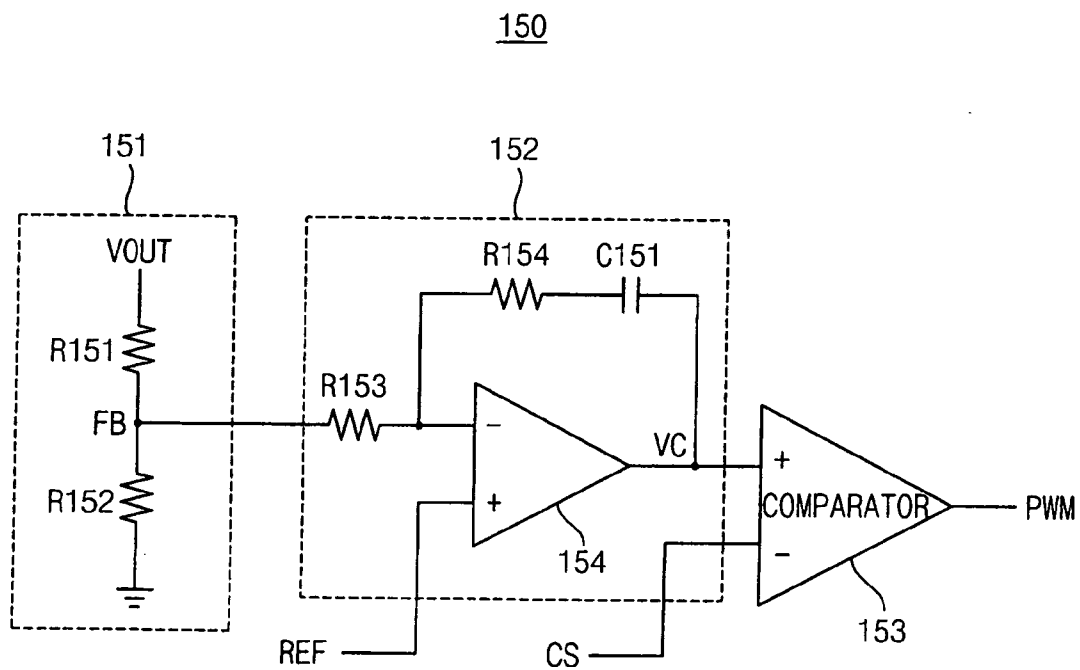 150
151
152
VOUT
R154
C151
R151
R153
FB
−
VC
+
R152
+
COMPARATOR
PWM
−
154
153
REF
CS